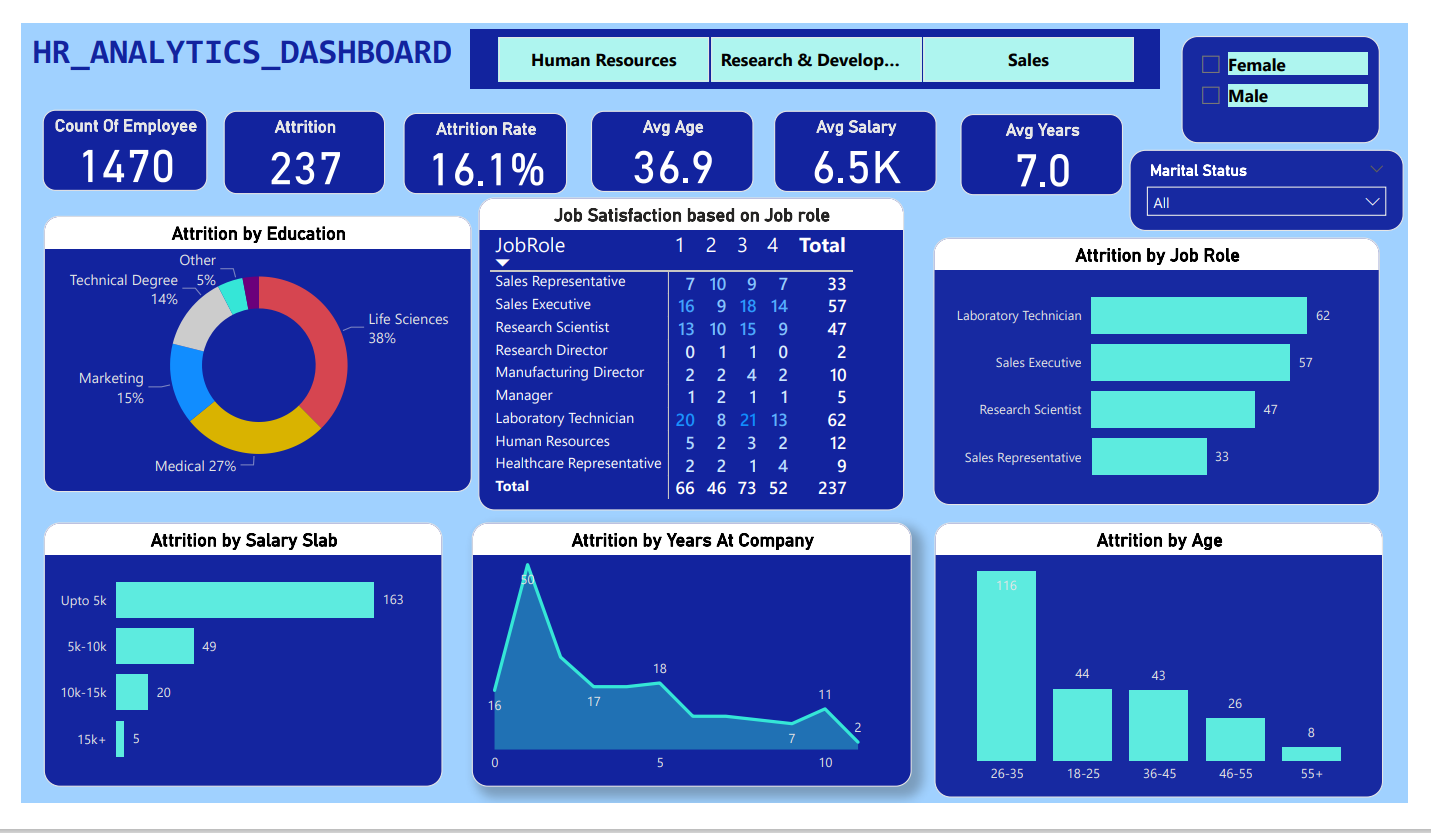 HR_ANALYTICS_DASHBOARD
Human Resources
Research & Develop...
Sales
Female
Male
Count Of Employee
1470
Attrition
237
Attrition Rate
16.1%
Avg Age
36.9
Avg Salary
6.5K
Avg Years
7.0
Marital Status
All
Attrition by Education
Other
5%
Technical Degree
14%
Life Sciences
38%
Marketing
15%
Medical 27%
Job Satisfaction based on Job role
JobRole 1 2 3 4 Total
Sales Representative 7 10 9 7 33
Sales Executive 16 9 18 14 57
Research Scientist 13 10 15 9 47
Research Director 0 1 1 0 2
Manufacturing Director 2 2 4 2 10
Manager 1 2 1 1 5
Laboratory Technician 20 8 21 13 62
Human Resources 5 2 3 2 12
Healthcare Representative 2 2 1 4 9
Total 66 46 73 52 237
Attrition by Job Role
Laboratory Technician 62
Sales Executive 57
Research Scientist 47
Sales Representative 33
Attrition by Salary Slab
Upto 5k 163
5k-10k 49
10k-15k 20
15k+ 5
Attrition by Years At Company
50
18
16
17
11
7
2
0 5 10
Attrition by Age
116
44
43
26
8
26-35 18-25 36-45 46-55 55+